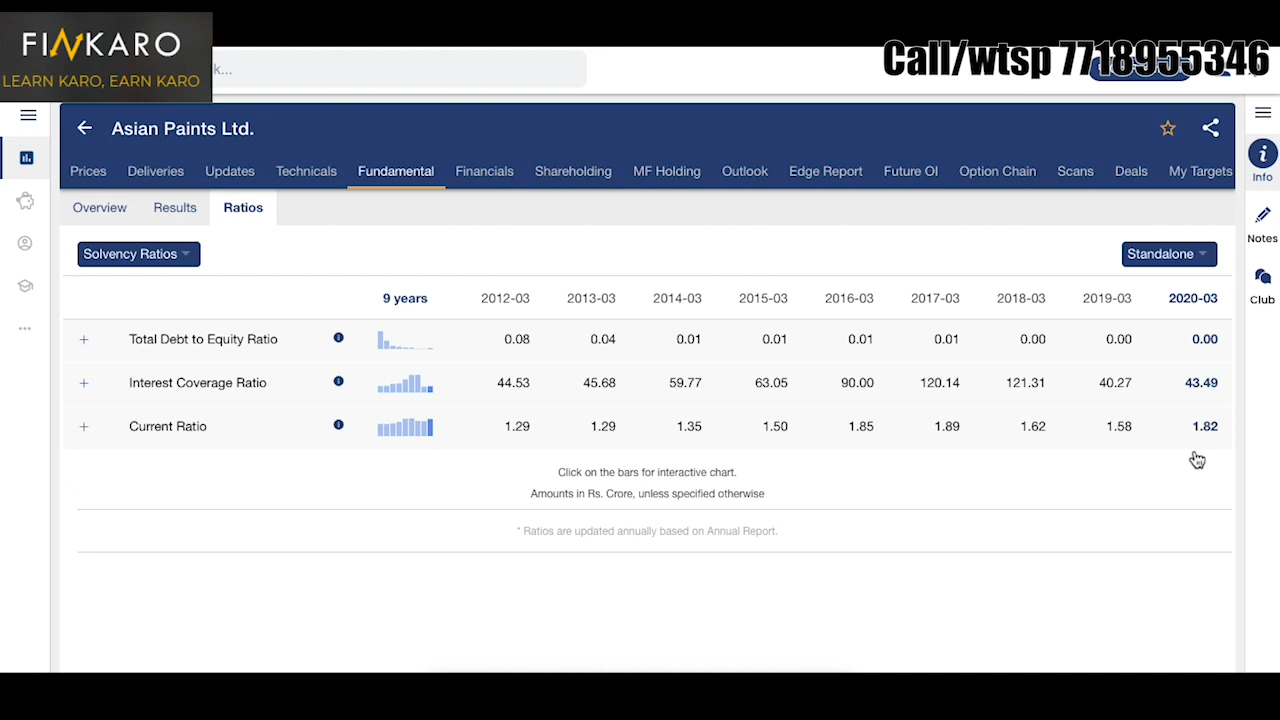 FINKARO
LEARN KARO, EARN KARO
k...
Call/wtsp 7718955346
Asian Paints Ltd.
Prices Deliveries Updates Technicals Fundamental Financials Shareholding MF Holding Outlook Edge Report Future OI Option Chain Scans Deals My Targets
Info
Overview Results Ratios
Notes
Solvency Ratios Standalone
Club
9 years 2012-03 2013-03 2014-03 2015-03 2016-03 2017-03 2018-03 2019-03 2020-03
+ Total Debt to Equity Ratio 0.08 0.04 0.01 0.01 0.01 0.01 0.00 0.00 0.00
+ Interest Coverage Ratio 44.53 45.68 59.77 63.05 90.00 120.14 121.31 40.27 43.49
+ Current Ratio 1.29 1.29 1.35 1.50 1.85 1.89 1.62 1.58 1.82
Click on the bars for interactive chart.
Amounts in Rs. Crore, unless specified otherwise
* Ratios are updated annually based on Annual Report.